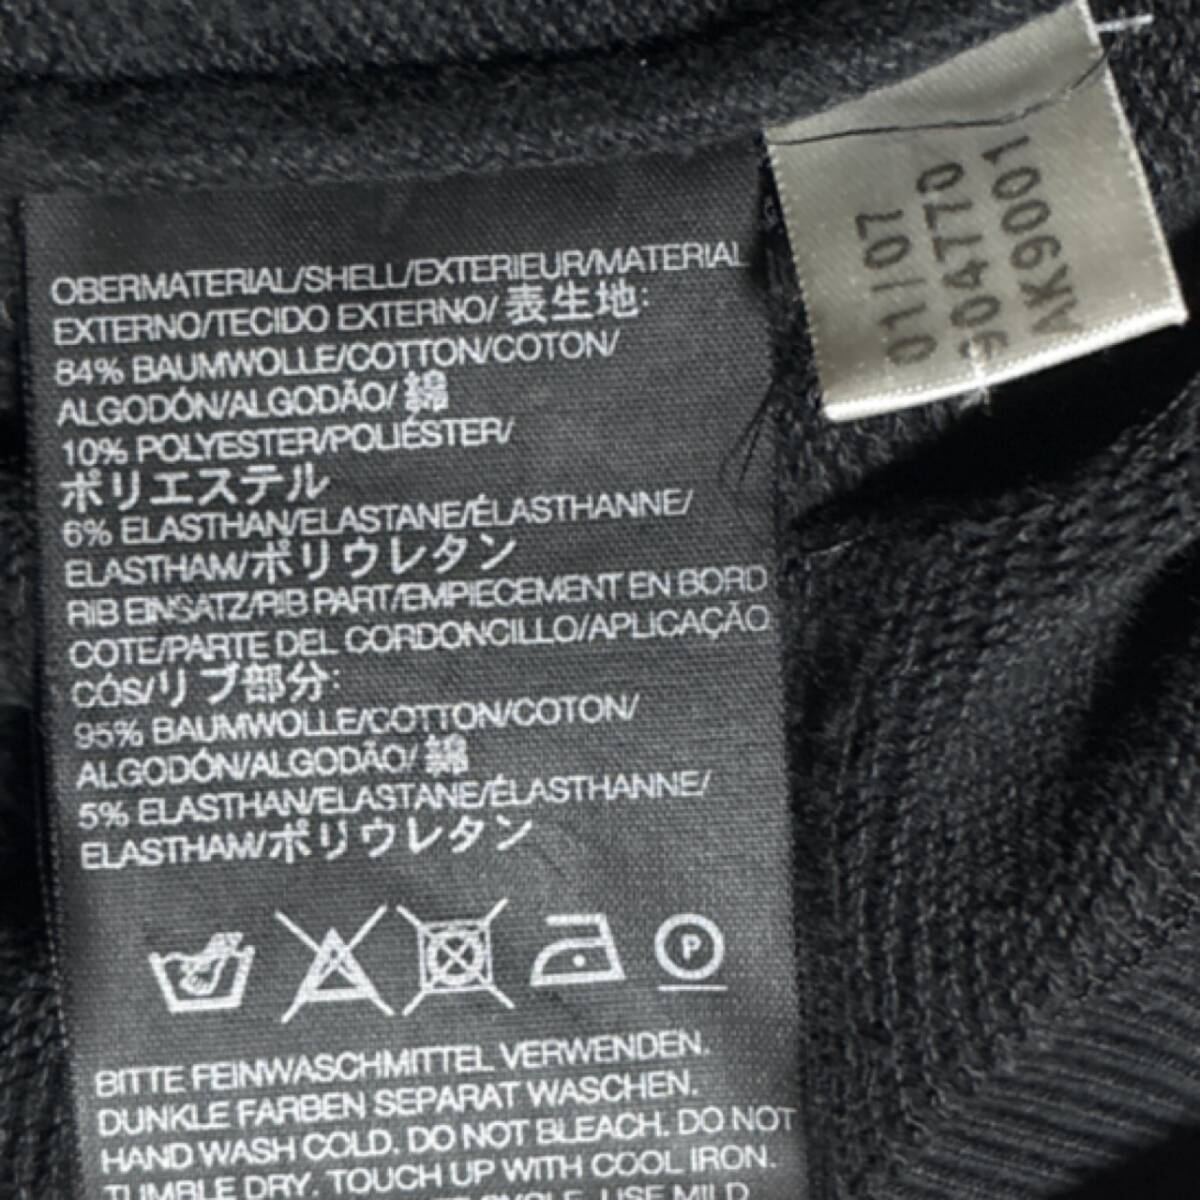 OBERMATERIAL/SHELL/EXTERIEUR/MATERIAL
EXTERNO/TECIDO EXTERNO/表生地:
84% BAUMWOLLE/COTTON/COTON/
ALGODÓN/ALGODÃO/綿
10% POLYESTER/POLIÉSTER/
ポリエステル
6% ELASTHAN/ELASTANE/ÉLASTHANNE/
ELASTHAM/ポリウレタン
RIB EINSATZ/RIB PART/EMPIECEMENT EN BORD
COTE/PARTE DEL CORDONCILLO/APLICAÇÃO
CÓS/リブ部分:
95% BAUMWOLLE/COTTON/COTON/
ALGODÓN/ALGODÃO/綿
5% ELASTHAN/ELASTANE/ÉLASTHANNE/
ELASTHAM/ポリウレタン
P
BITTE FEINWASCHMITTEL VERWENDEN.
DUNKLE FARBEN SEPARAT WASCHEN.
HAND WASH COLD. DO NOT BLEACH. DO NOT
TUMBLE DRY. TOUCH UP WITH COOL IRON.
CYCLE. USE MILD
AK9001
904770
01/07